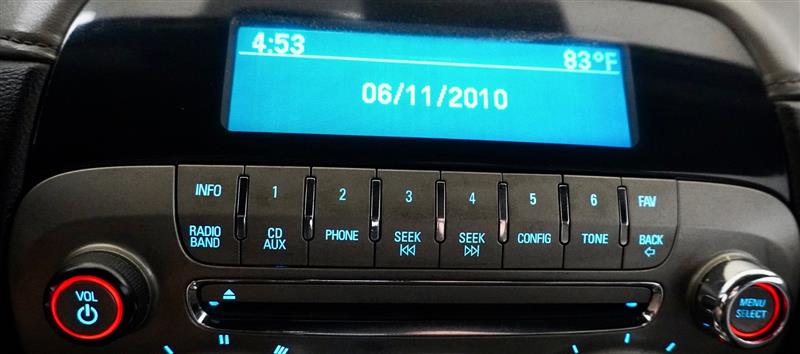 4:53 83°F
06/11/2010
INFO 1 2 3 4 5 6 FAV
RADIO BAND CD AUX PHONE SEEK SEEK CONFIG TONE BACK
VOL
MENU
SELECT